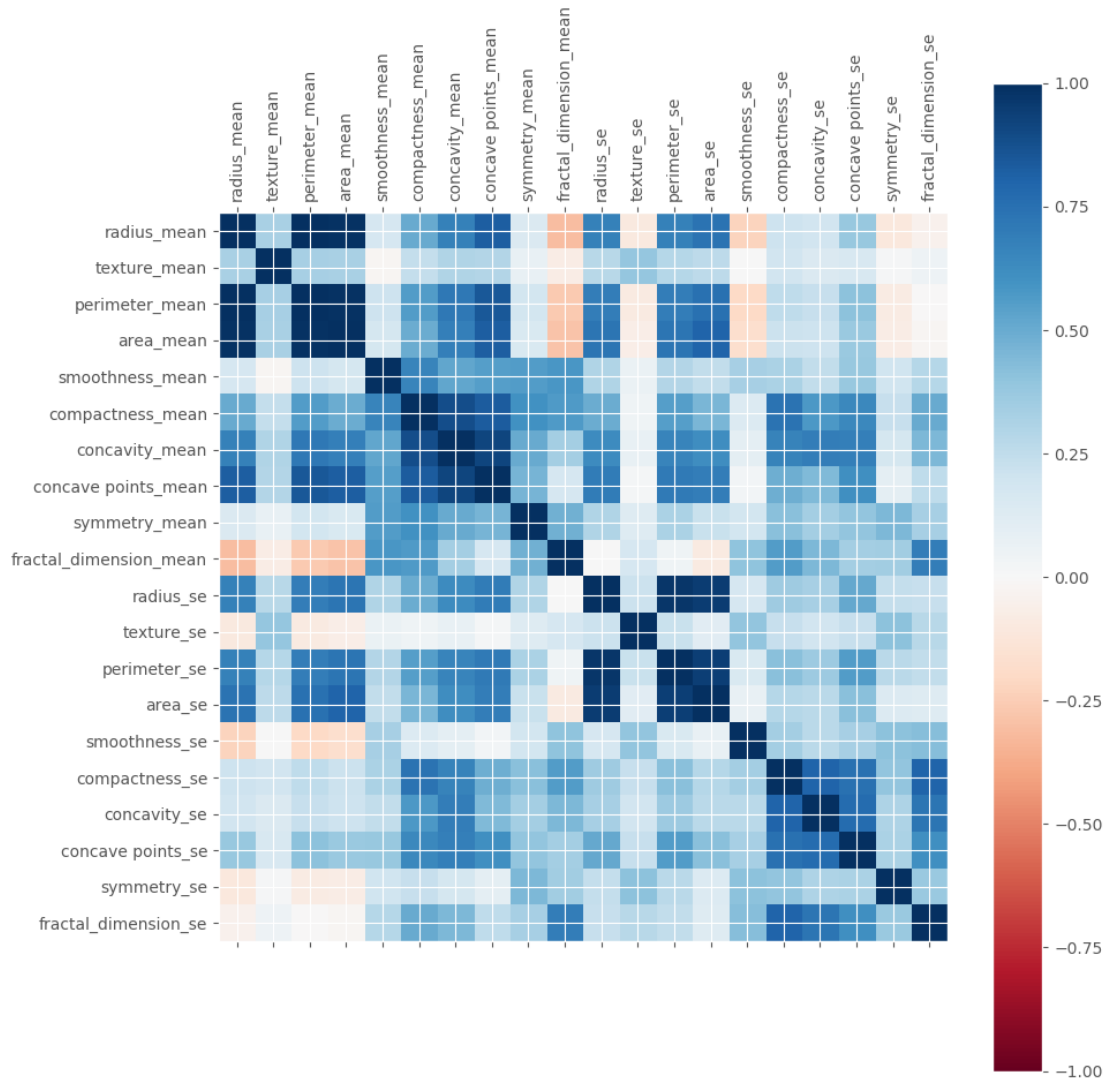 radius_mean
texture_mean
perimeter_mean
area_mean
smoothness_mean
compactness_mean
concavity_mean
concave points_mean
symmetry_mean
fractal_dimension_mean
radius_se
texture_se
perimeter_se
area_se
smoothness_se
compactness_se
concavity_se
concave points_se
symmetry_se
fractal_dimension_se
radius_mean
texture_mean
perimeter_mean
area_mean
smoothness_mean
compactness_mean
concavity_mean
concave points_mean
symmetry_mean
fractal_dimension_mean
radius_se
texture_se
perimeter_se
area_se
smoothness_se
compactness_se
concavity_se
concave points_se
symmetry_se
fractal_dimension_se
1.00
0.75
0.50
0.25
0.00
−0.25
−0.50
−0.75
−1.00